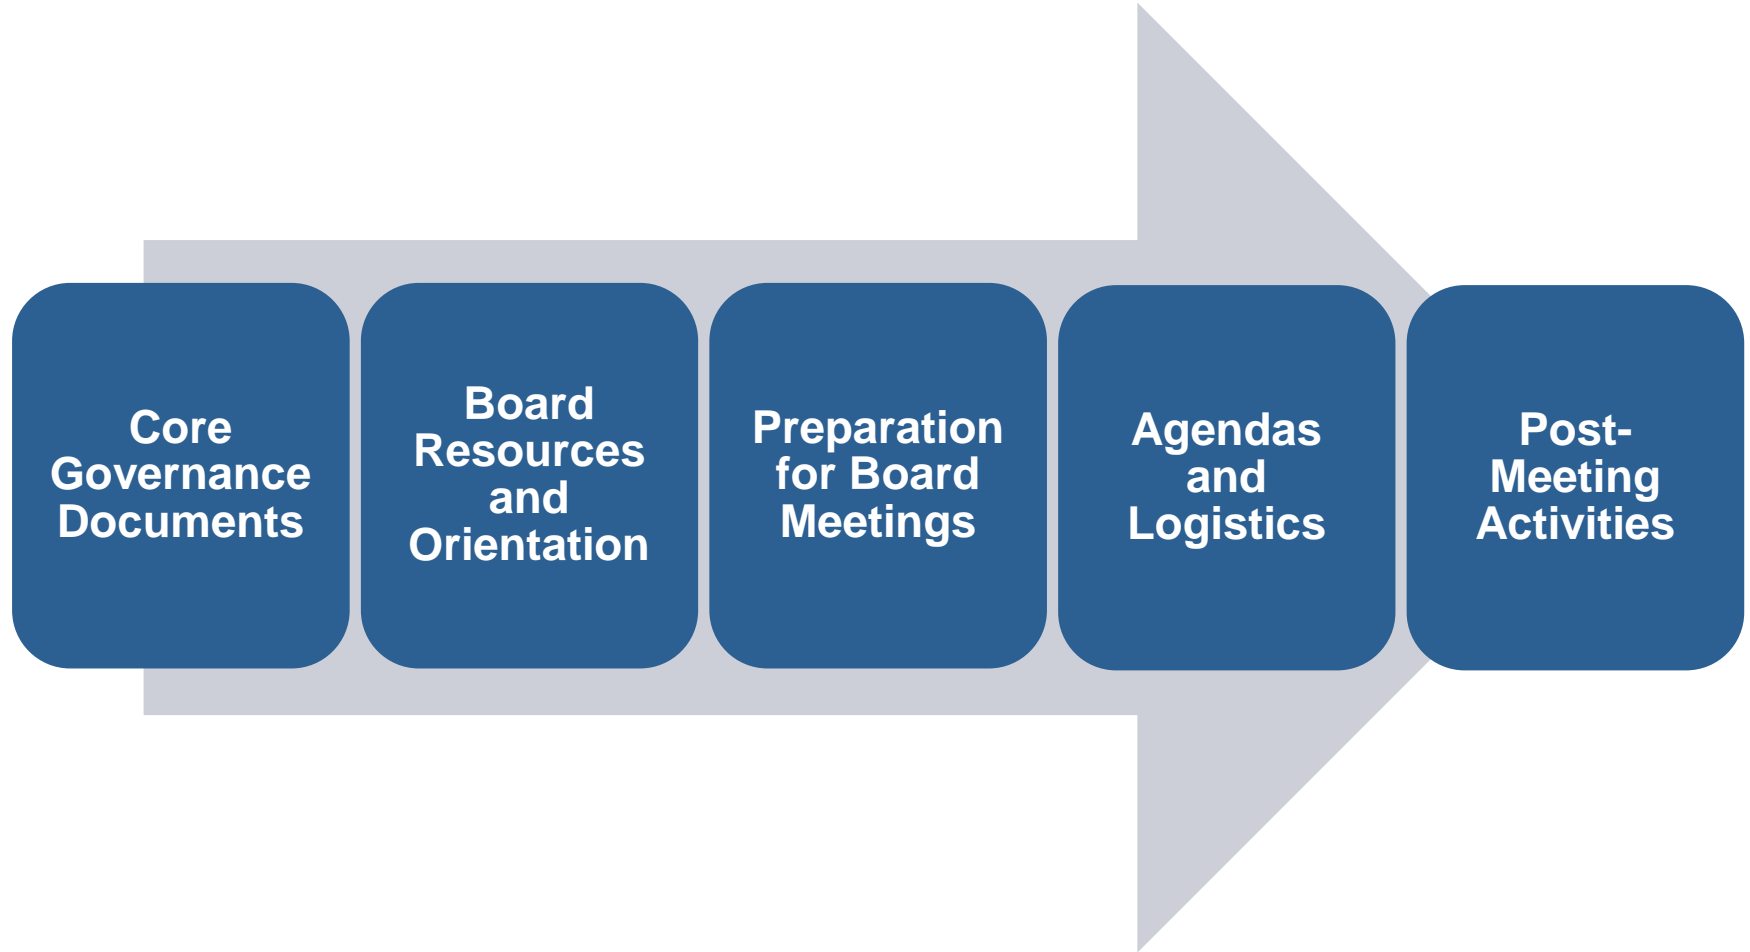 Core
Governance
Documents
Board
Resources
and
Orientation
Preparation
for Board
Meetings
Agendas
and
Logistics
Post-
Meeting
Activities